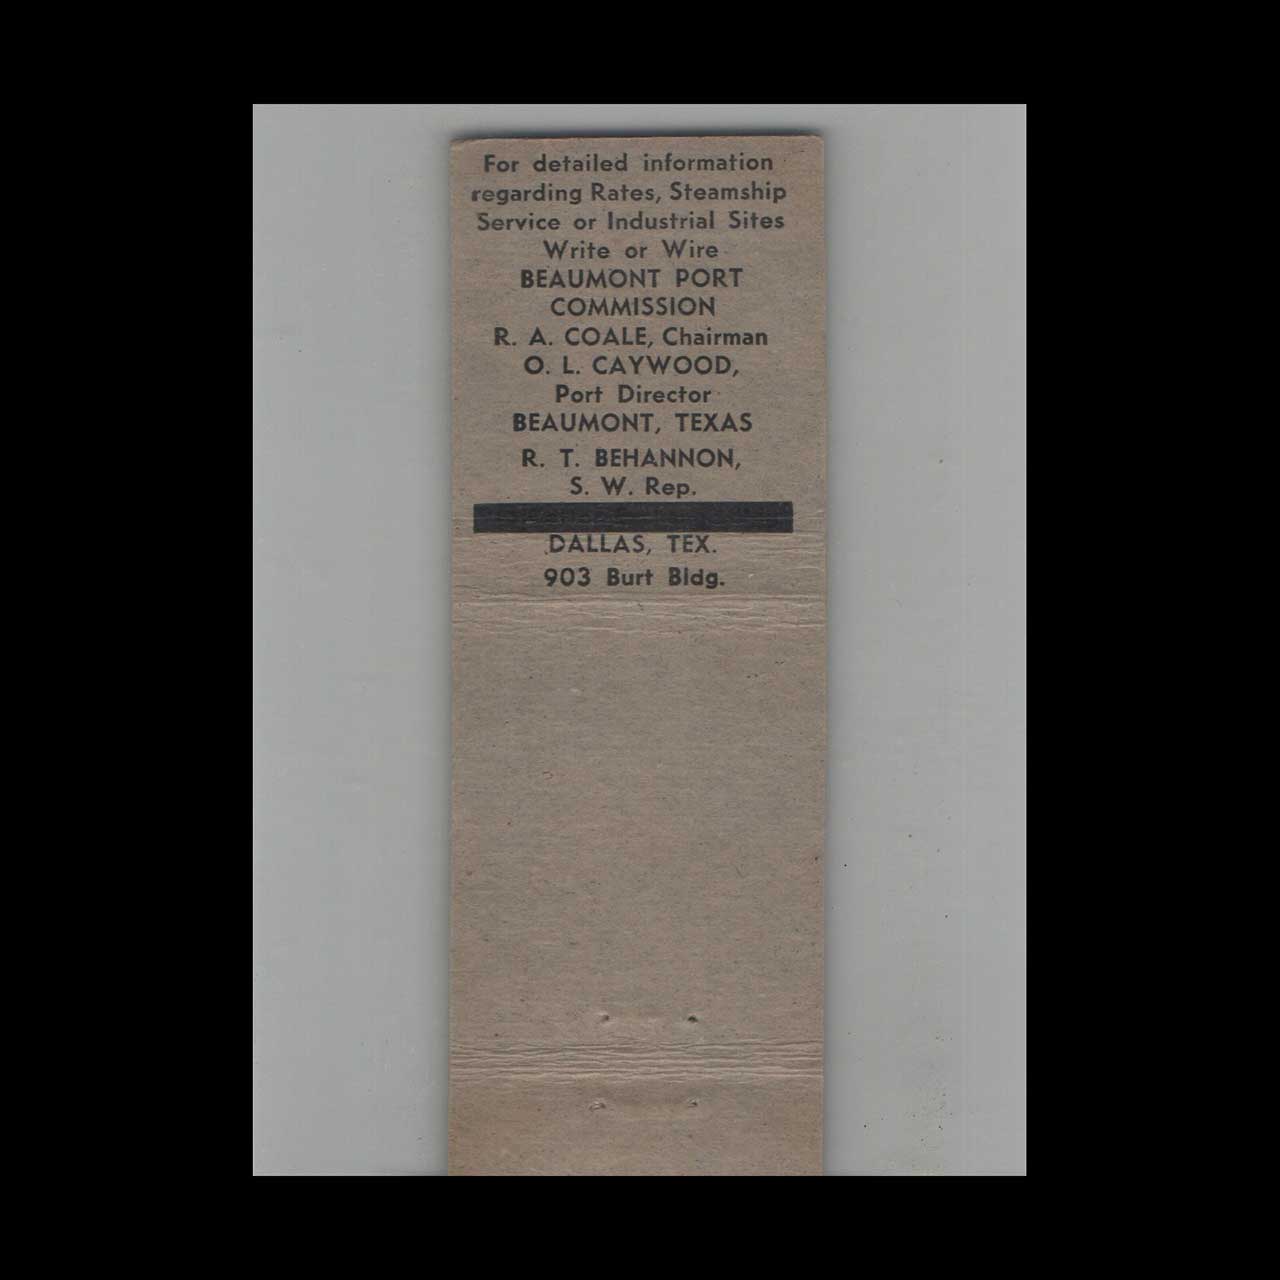 For detailed information
regarding Rates, Steamship
Service or Industrial Sites
Write or Wire
BEAUMONT PORT
COMMISSION
R. A. COALE, Chairman
O. L. CAYWOOD,
Port Director
BEAUMONT, TEXAS
R. T. BEHANNON,
S. W. Rep.
DALLAS, TEX.
903 Burt Bldg.